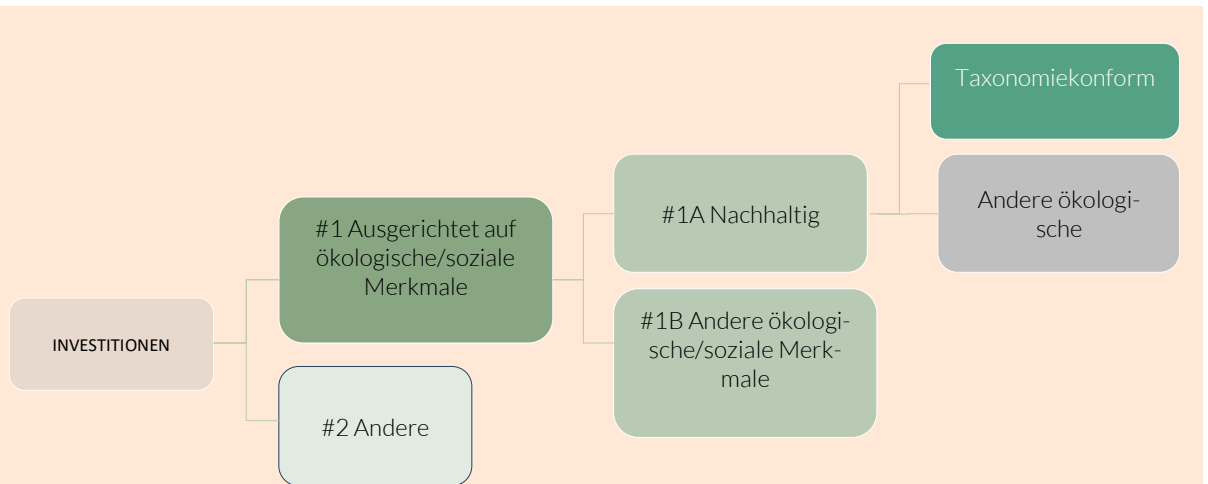 Taxonomiekonform
Andere ökologi-
sche
#1A Nachhaltig
#1 Ausgerichtet auf
ökologische/soziale
Merkmale
#1B Andere ökologi-
sche/soziale Merk-
male
INVESTITIONEN
#2 Andere